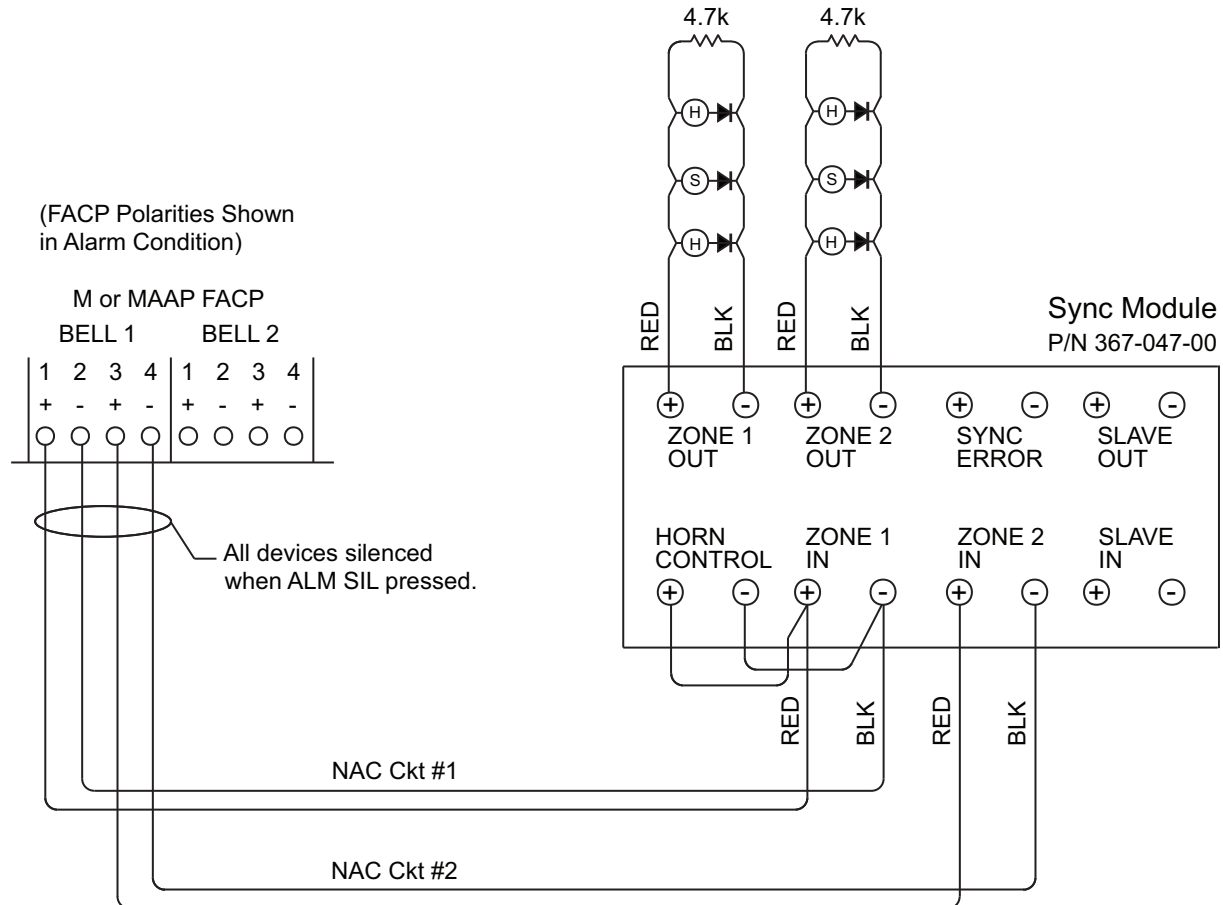 4.7k 4.7k
H H
S S
H H
(FACP Polarities Shown
in Alarm Condition)
M or MAAP FACP
BELL 1 BELL 2
1 2 3 4 1 2 3 4
+ - + - + - + -
All devices silenced
when ALM SIL pressed.
RED BLK RED BLK
Sync Module
P/N 367-047-00
+ - + - + - + -
ZONE 1 ZONE 2 SYNC SLAVE
OUT OUT ERROR OUT
HORN ZONE 1 ZONE 2 SLAVE
CONTROL IN IN IN
+ - + - + - + -
RED BLK RED BLK
NAC Ckt #1
NAC Ckt #2